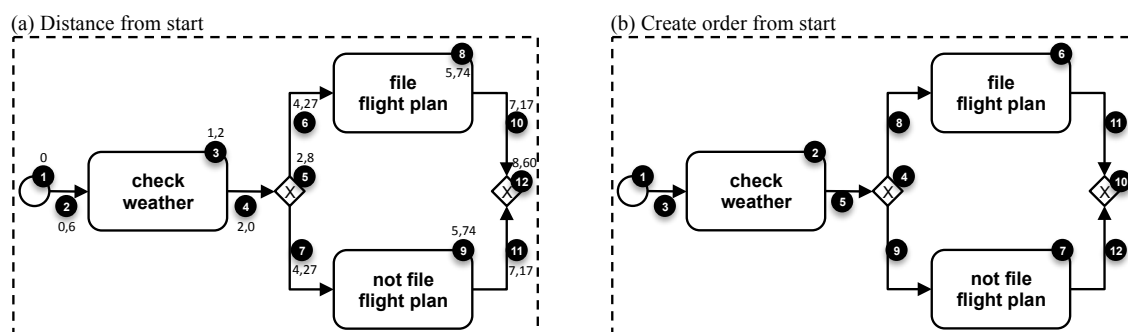 (a) Distance from start
8
file
flight plan
5,74
4,27
6
7,17
10
1,2
3
0
1
check
weather
2
0,6
4
2,0
2,8
5
X
8,60
12
X
7
4,27
5,74
9
not file
flight plan
11
7,17
(b) Create order from start
6
file
flight plan
8
11
2
1
check
weather
3
5
4
X
10
X
9
7
not file
flight plan
12